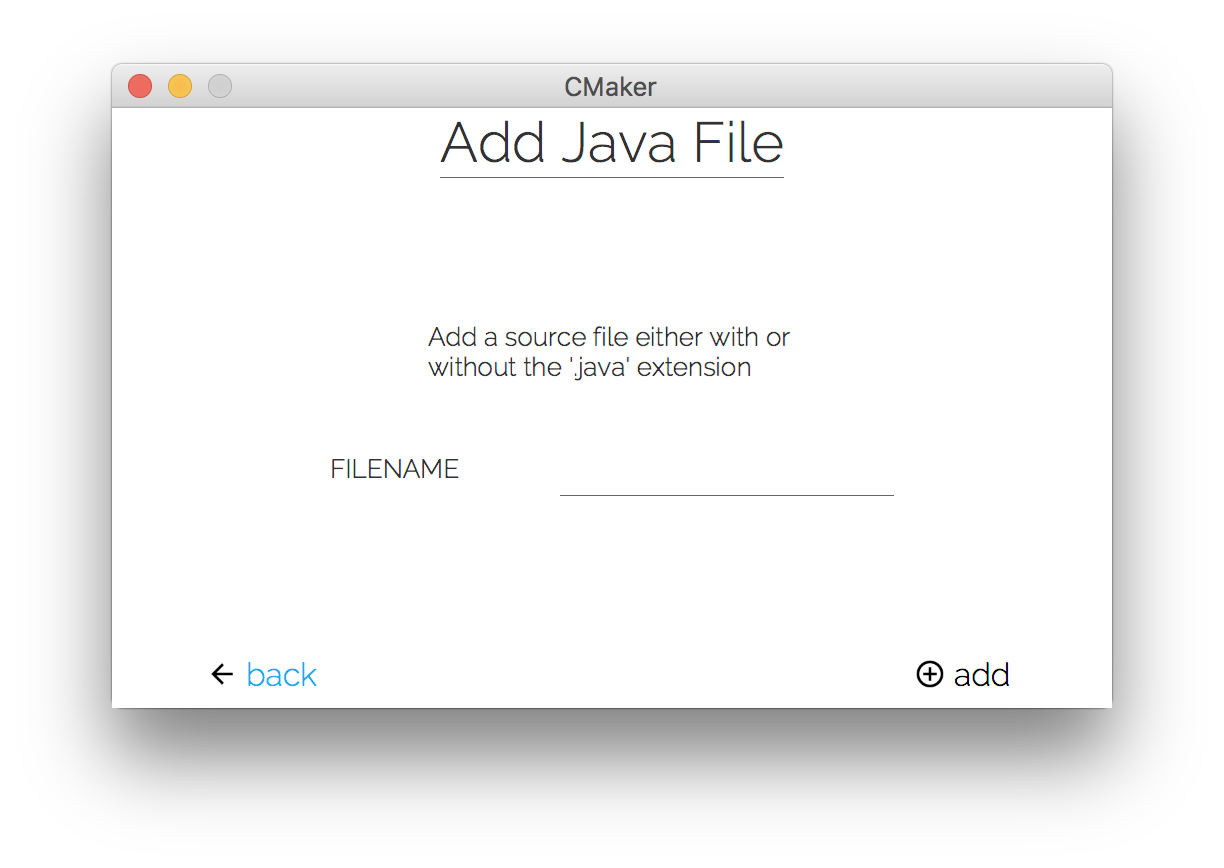 CMaker
Add Java File
Add a source file either with or
without the '.java' extension
FILENAME
back
add